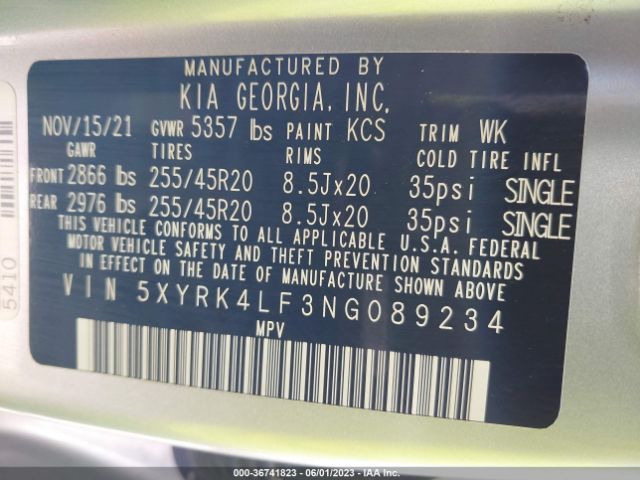 MANUFACTURED BY
KIA GEORGIA, INC.
NOV/15/21 GVWR 5357 lbs PAINT KCS TRIM WK
GAWR TIRES RIMS COLD TIRE INFL
FRONT 2866 lbs 255/45R20 8.5Jx20 35psi SINGLE
REAR 2976 lbs 255/45R20 8.5Jx20 35psi SINGLE
THIS VEHICLE CONFORMS TO ALL APPLICABLE U.S.A. FEDERAL
MOTOR VEHICLE SAFETY AND THEFT PREVENTION STANDARDS
IN EFFECT ON THE DATE OF MANUFACTURE SHOWN ABOVE.
VIN 5XYRK4LF3NG089234
MPV
5410
000-36741823 - 06/01/2023 - IAA Inc.